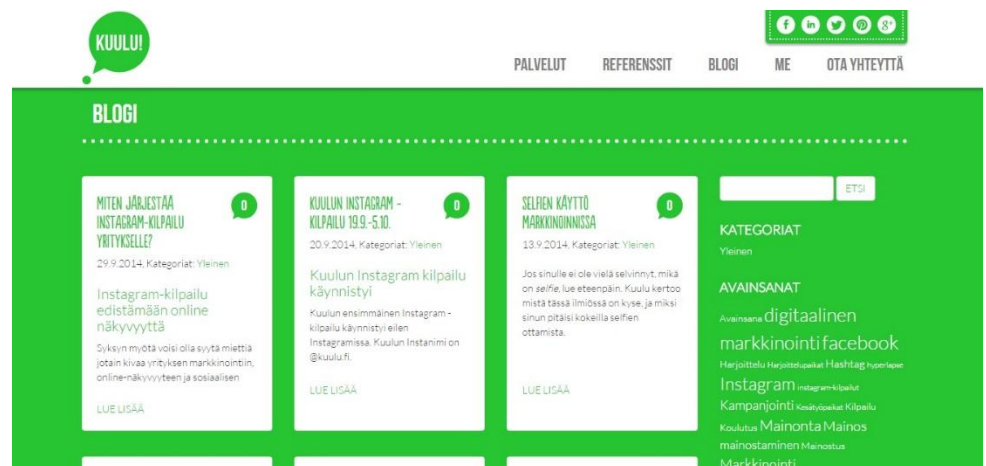 KUULU!
PALVELUT REFERENSSIT BLOGI ME OTA YHTEYTTÄ
BLOGI
MITEN JÄRJESTÄÄ
INSTAGRAM-KILPAILU
YRITYKSELLE?
0
29.9.2014, Kategoriat: Yleinen
Instagram-kilpailu
edistämään online
näkyvyyttä
Syksyn myötä voisi olla syytä miettiä
jotain kivaa yrityksen markkinointiin,
online-näkyvyyteen ja sosiaalisen
LUE LISÄÄ
KUULUN INSTAGRAM -
KILPAILU 19.9.-5.10.
0
20.9.2014, Kategoriat: Yleinen
Kuulun Instagram kilpailu
käynnistyi
Kuulun ensimmäinen Instagram -
kilpailu käynnistyi eilen
Instagramissa. Kuulun Instanimi on
@kuulu.fi.
LUE LISÄÄ
SELFIEN KÄYTTÖ
MARKKINOINNISSA
0
13.9.2014, Kategoriat: Yleinen
Jos sinulle ei ole vielä selvinnyt, mikä
on selfie, lue eteenpäin. Kuulu kertoo
mistä tässä ilmiössä on kyse, ja miksi
sinun pitäisi kokeilla selfien
ottamista.
LUE LISÄÄ
ETSI
KATEGORIAT
Yleinen
AVAINSANAT
Avainsana digitaalinen
markkinointi facebook
Harjoittelu Harjoittelupaikat Hashtag hyperlapse
Instagram instagram-kilpailut
Kampanjointi Kesätyöpaikat Kilpailu
Koulutus Mainonta Mainos
mainostaminen Mainostus
Markkinointi